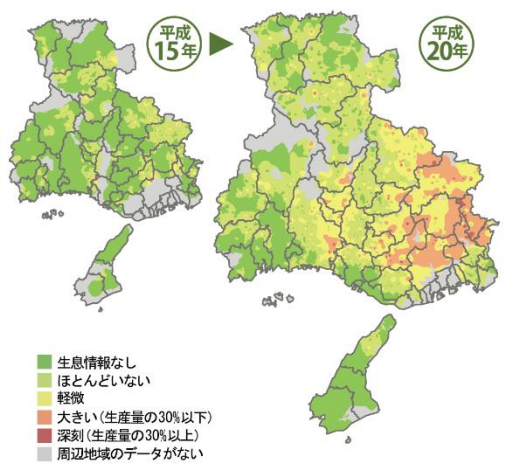 平成
15年
平成
20年
生息情報なし
ほとんどいない
軽微
大きい(生産量の30%以下)
深刻(生産量の30%以上)
周辺地域のデータがない